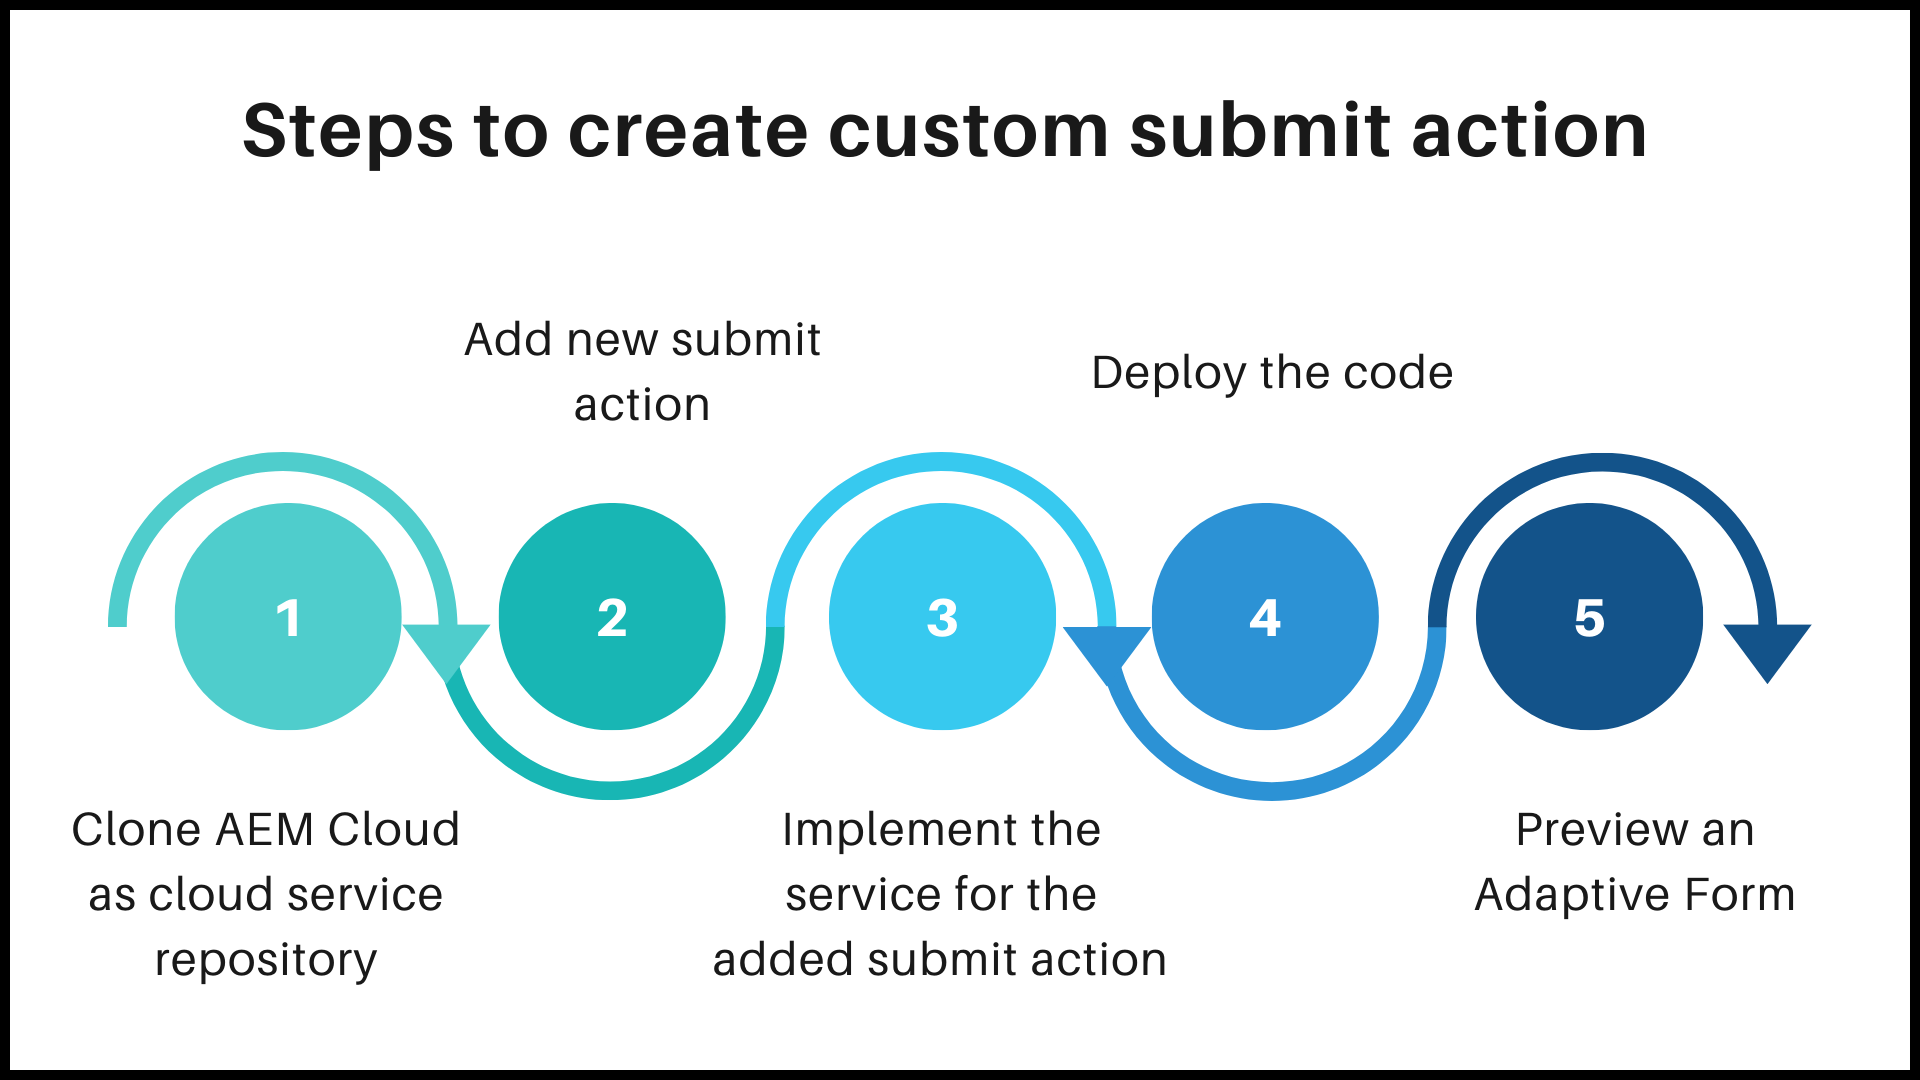 Steps to create custom submit action
Add new submit
action
Deploy the code
1
2
3
4
5
Clone AEM Cloud
as cloud service
repository
Implement the
service for the
added submit action
Preview an
Adaptive Form